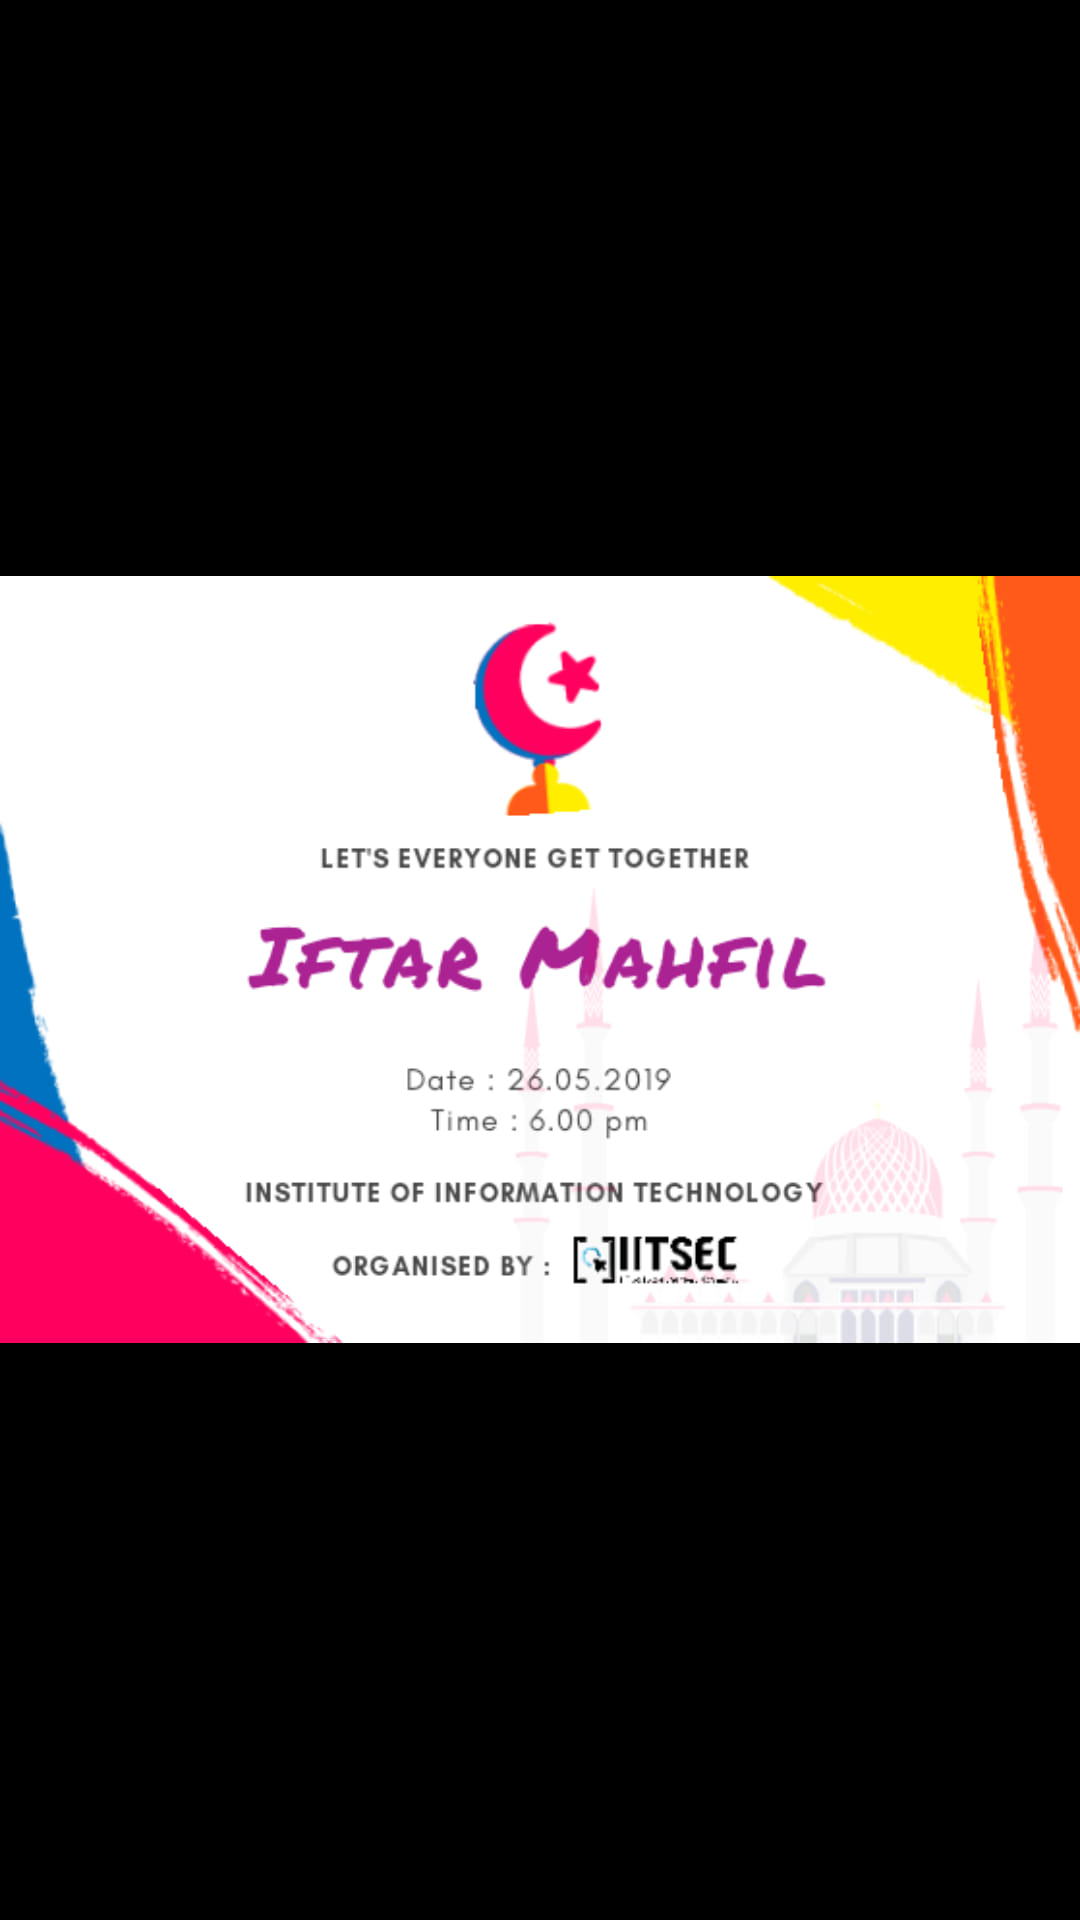 LET'S EVERYONE GET TOGETHER
IFTAR MAHFIL
Date : 26.05.2019
Time : 6.00 pm
INSTITUTE OF INFORMATION TECHNOLOGY
ORGANISED BY : IITSEC